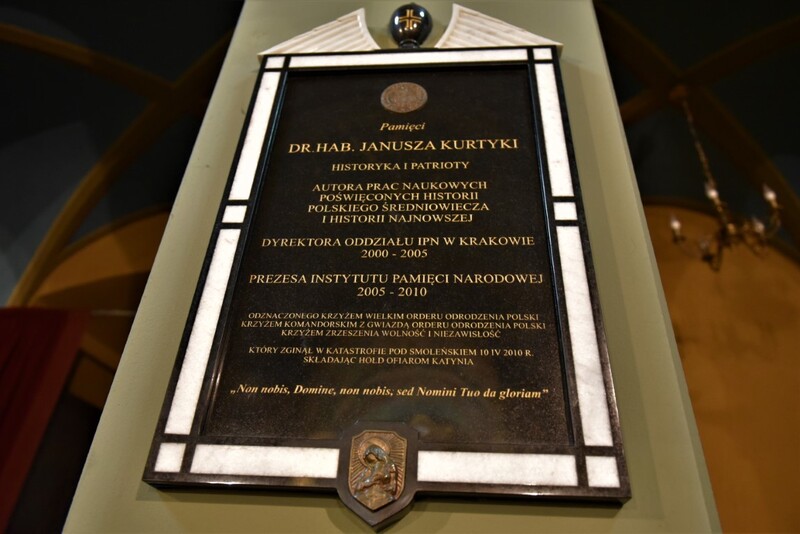 Pamięci
DR.HAB. JANUSZA KURTYKI
HISTORYKA I PATRIOTY
AUTORA PRAC NAUKOWYCH
POŚWIĘCONYCH HISTORII
POLSKIEGO ŚREDNIOWIECZA
I HISTORII NAJNOWSZEJ
DYREKTORA ODDZIAŁU IPN W KRAKOWIE
2000 - 2005
PREZESA INSTYTUTU PAMIĘCI NARODOWEJ
2005 - 2010
ODZNACZONEGO KRZYŻEM WIELKIM ORDERU ODRODZENIA POLSKI
KRZYŻEM KOMANDORSKIM Z GWIAZDĄ ORDERU ODRODZENIA POLSKI
KRZYŻEM ZRZESZENIA WOLNOŚĆ I NIEZAWISŁOŚĆ
KTÓRY ZGINĄŁ W KATASTROFIE POD SMOLEŃSKIEM 10 IV 2010 R.
SKŁADAJĄC HOŁD OFIAROM KATYNIA
„Non nobis, Domine, non nobis, sed Nomini Tuo da gloriam”